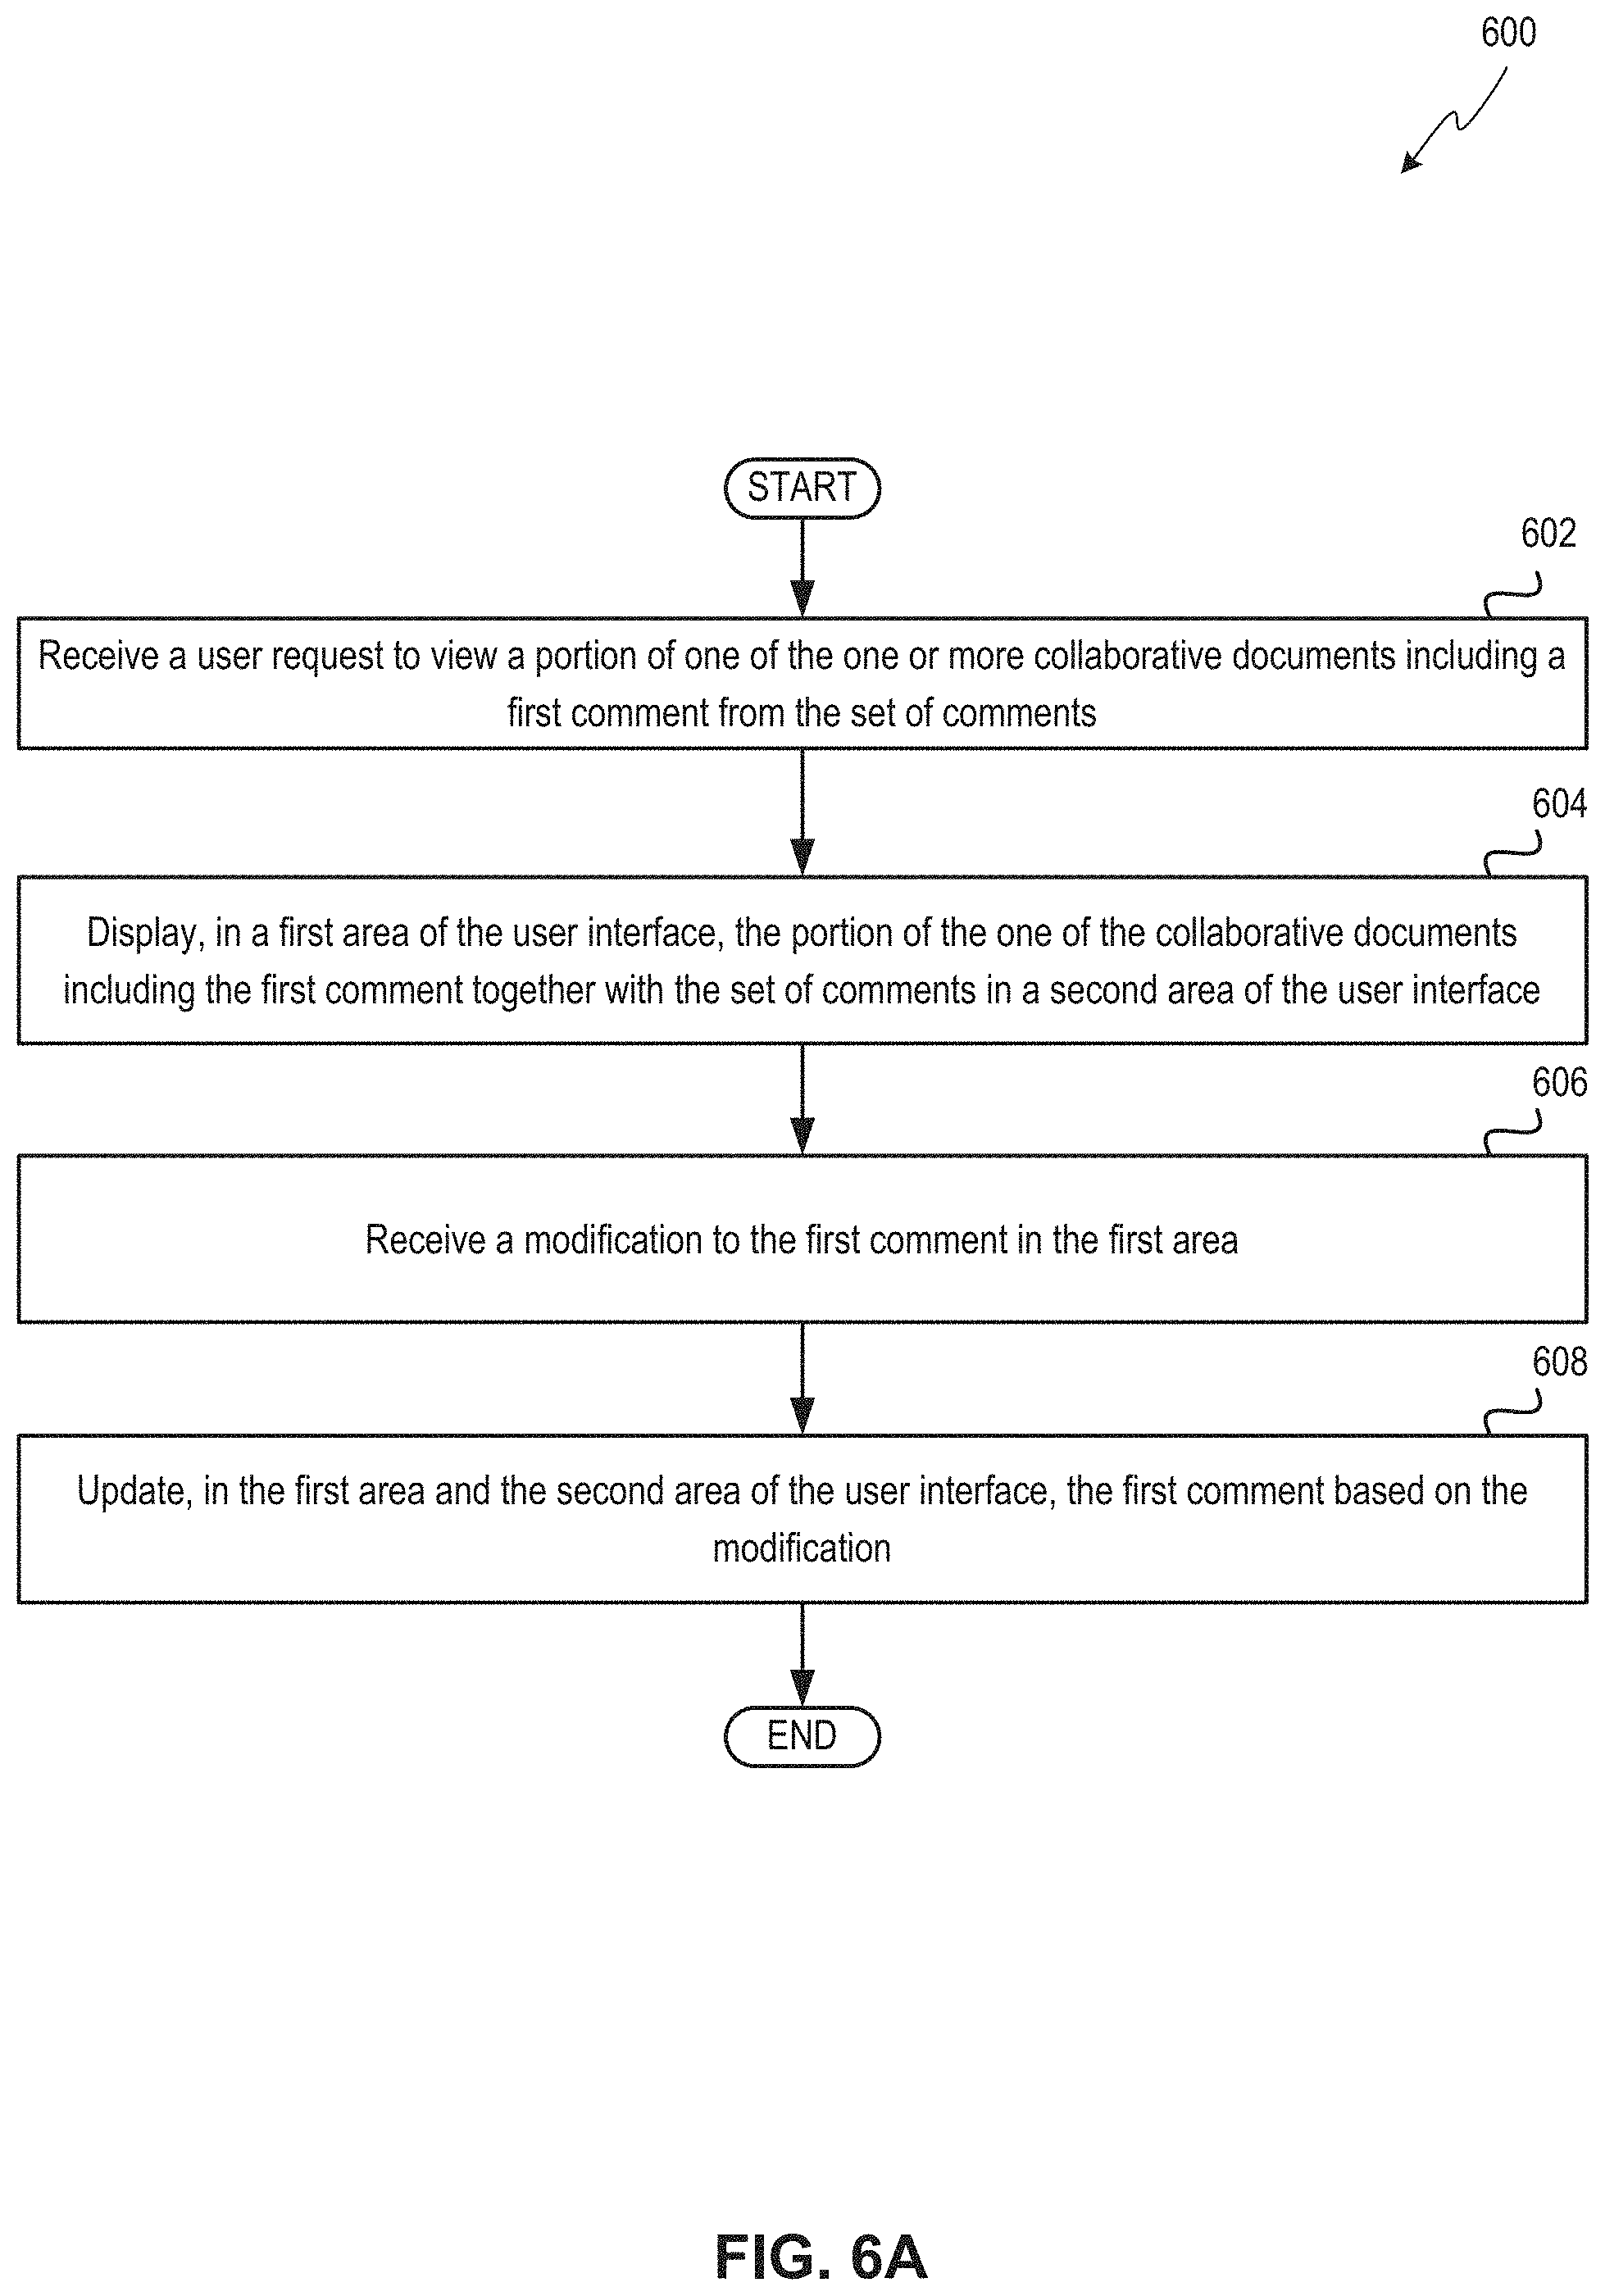 600
START
602
Receive a user request to view a portion of one of the one or more collaborative documents including a
first comment from the set of comments
604
Display, in a first area of the user interface, the portion of the one of the collaborative documents
including the first comment together with the set of comments in a second area of the user interface
606
Receive a modification to the first comment in the first area
608
Update, in the first area and the second area of the user interface, the first comment based on the
modification
END
FIG. 6A